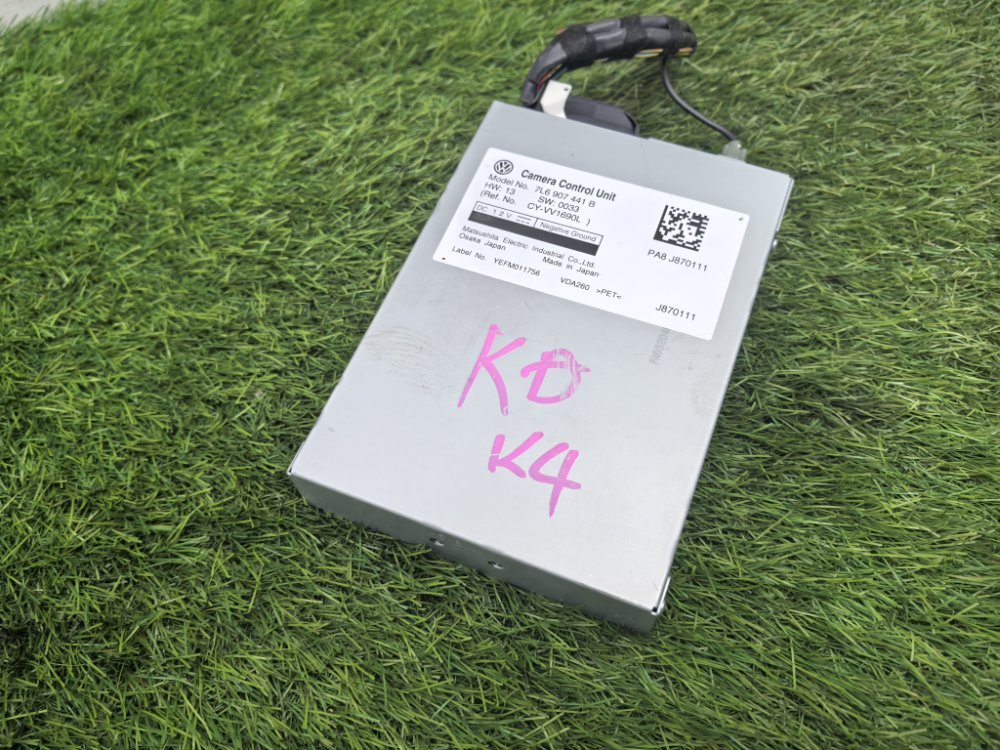 Camera Control Unit
Model No. 7L6 907 441 B
HW: 13 SW: 0033
(Ref. No. CY-VV1690L )
DC 12V Negative Ground
Matsushita Electric Industrial Co.,Ltd.
Osaka Japan Made in Japan
Label No. YEFM011756 VDA260 >PET<
PA8 J870111
J870111
KD
K4